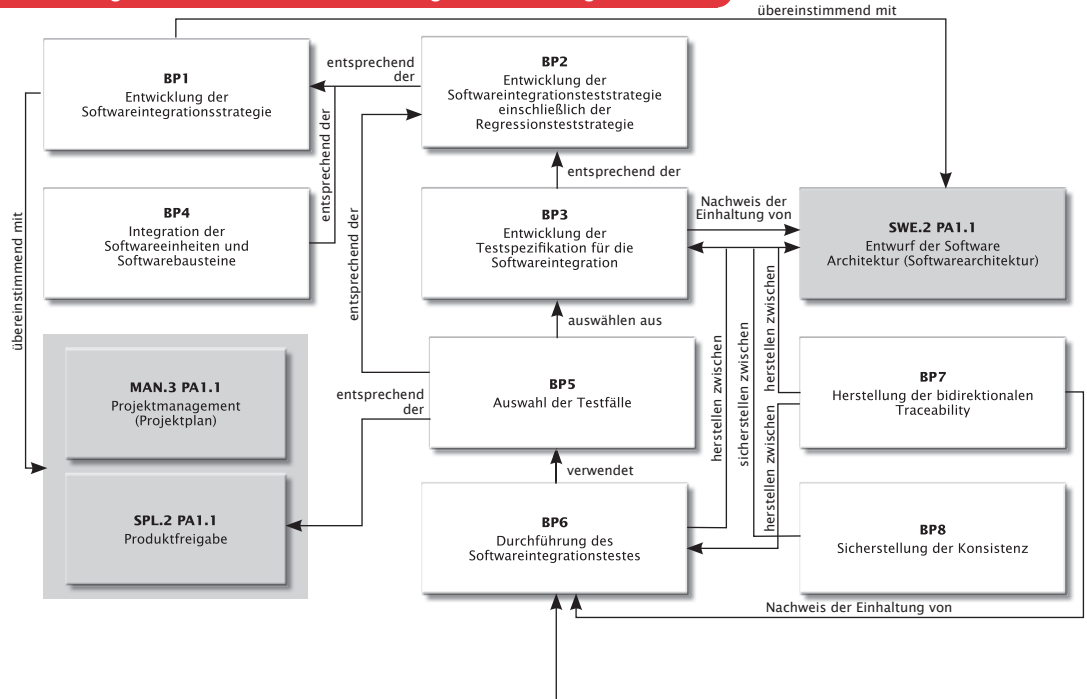 übereinstimmend mit
BP1
Entwicklung der
Softwareintegrationsstrategie
entsprechend
der
BP2
Entwicklung der
Softwareintegrationsteststrategie
einschließlich der
Regressionsteststrategie
entsprechend der
entsprechend der
BP4
Integration der
Softwareeinheiten und
Softwarebausteine
entsprechend der
BP3
Entwicklung der
Testspezifikation für die
Softwareintegration
Nachweis der
Einhaltung von
SWE.2 PA1.1
Entwurf der Software
Architektur (Softwarearchitektur)
übereinstimmend mit
auswählen aus
herstellen zwischen
sicherstellen zwischen
herstellen zwischen
MAN.3 PA1.1
Projektmanagement
(Projektplan)
entsprechend
der
BP5
Auswahl der Testfälle
BP7
Herstellung der bidirektionalen
Traceability
herstellen zwischen
verwendet
SPL.2 PA1.1
Produktfreigabe
BP6
Durchführung des
Softwareintegrationstestes
BP8
Sicherstellung der Konsistenz
Nachweis der Einhaltung von